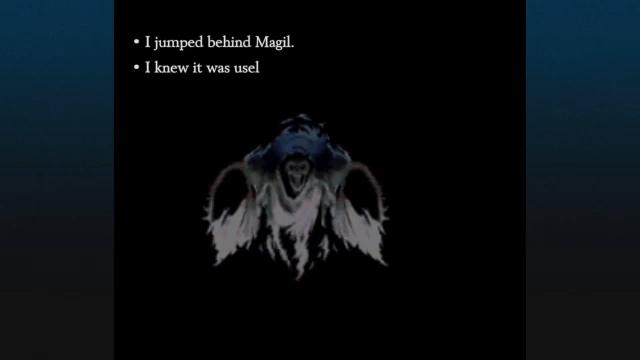 • I jumped behind Magil.
• I knew it was usel